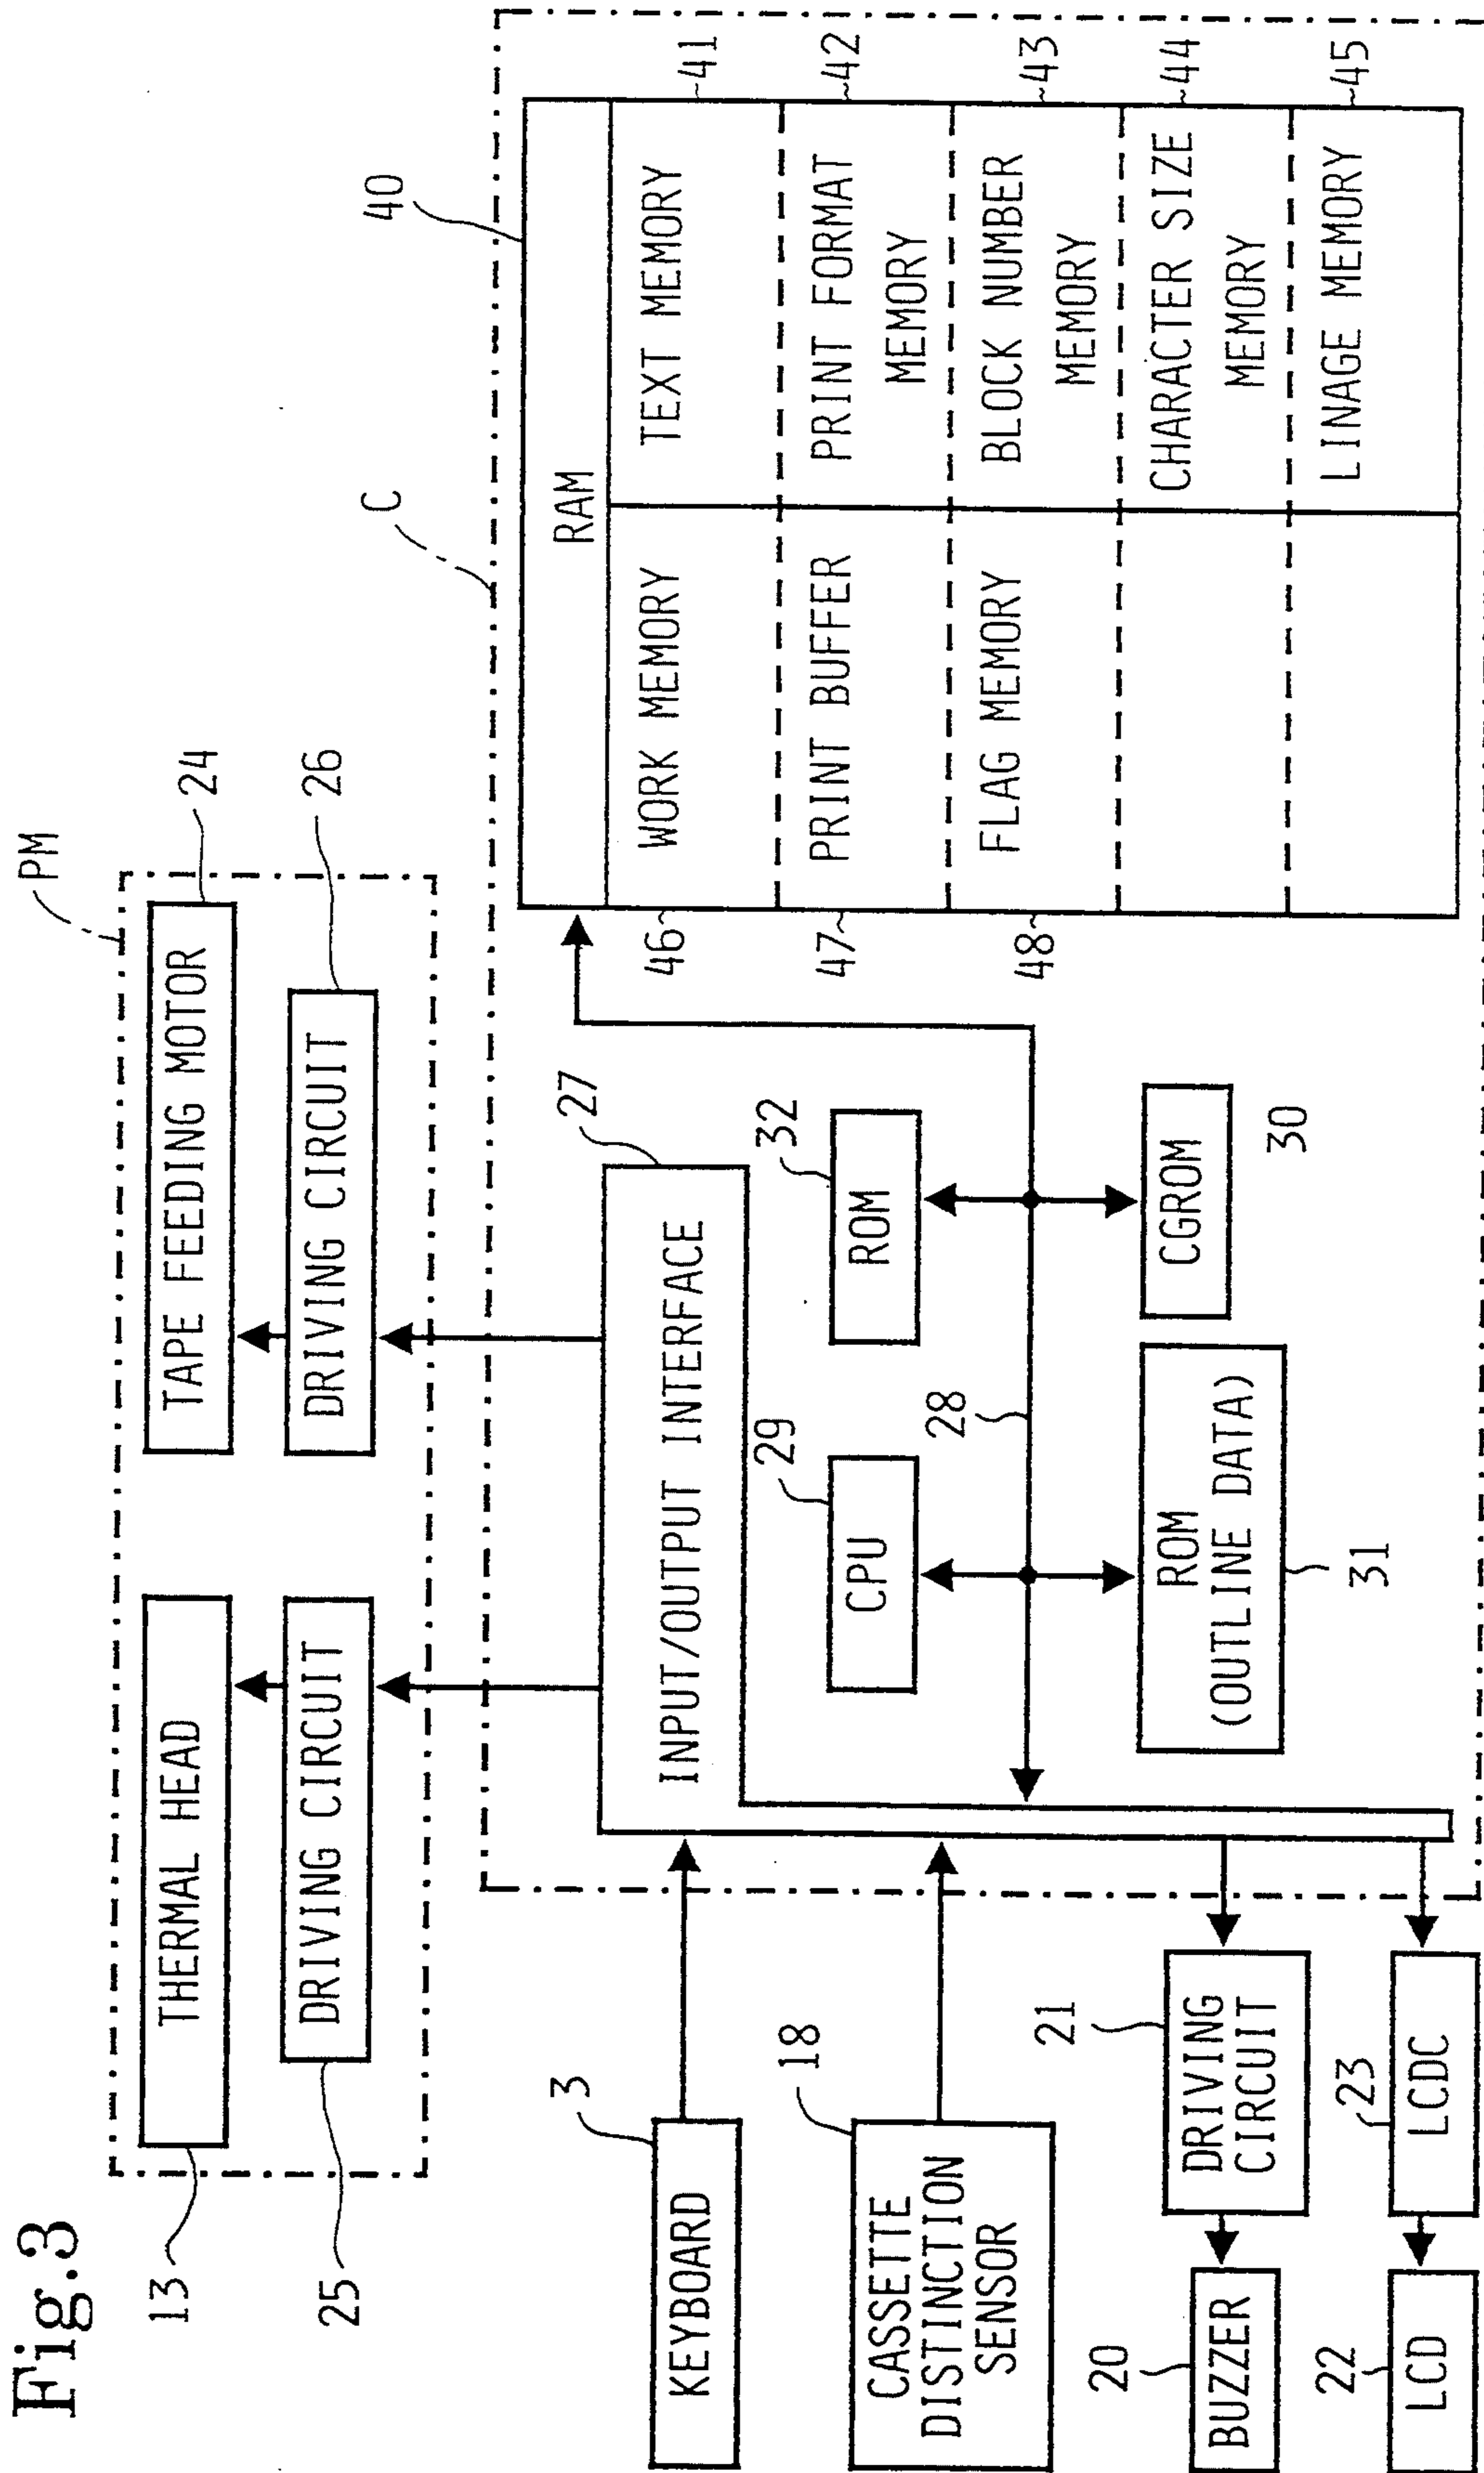 Fig.3
PM
THERMAL HEAD
13
TAPE FEEDING MOTOR
24
DRIVING CIRCUIT
25
DRIVING CIRCUIT
26
C
KEYBOARD
3
CASSETTE
DISTINCTION
SENSOR
18
BUZZER
20
DRIVING
CIRCUIT
21
LCD
22
LCDC
23
INPUT/OUTPUT INTERFACE
27
CPU
29
ROM
32
28
ROM
(OUTLINE DATA)
31
CGROM
30
40
RAM
46
WORK MEMORY
TEXT MEMORY
41
47
PRINT BUFFER
PRINT FORMAT
MEMORY
42
48
FLAG MEMORY
BLOCK NUMBER
MEMORY
43
CHARACTER SIZE
MEMORY
44
LINAGE MEMORY
45